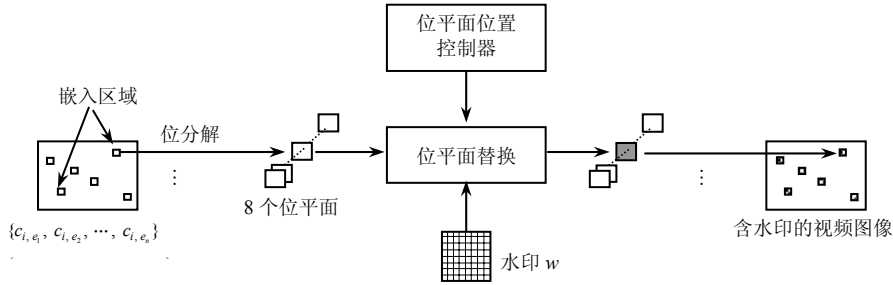 位平面位置
控制器
嵌入区域
位分解
位平面替换
8 个位平面
{c_{i, e_1}, c_{i, e_2}, ···, c_{i, e_n}}
水印 w
含水印的视频图像